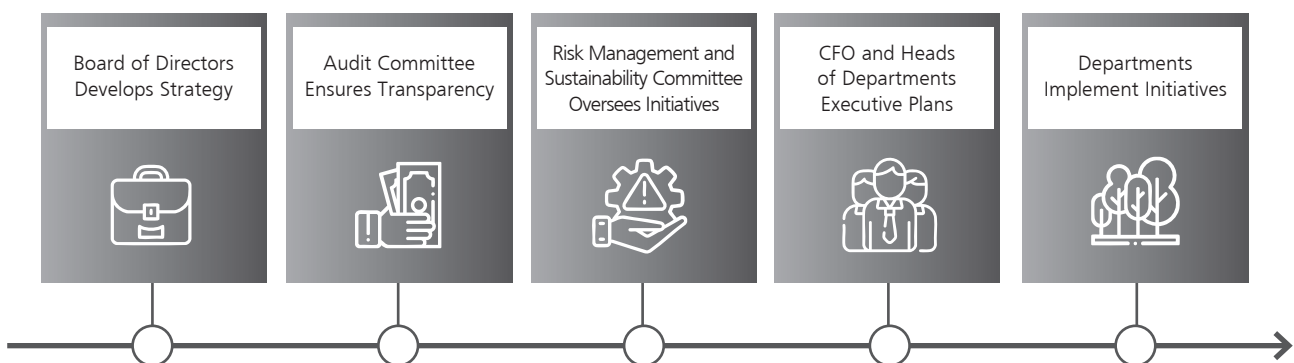 Board of Directors
Develops Strategy
Audit Committee
Ensures Transparency
Risk Management and
Sustainability Committee
Oversees Initiatives
CFO and Heads
of Departments
Executive Plans
Departments
Implement Initiatives